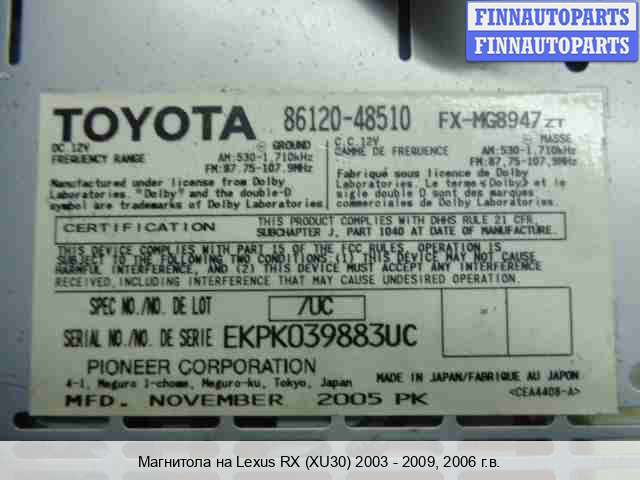 FINNAUTOPARTS
FINNAUTOPARTS
TOYOTA 86120-48510 FX-MG8947ZT
DC 12V GROUND C.C. 12V MASSE
FREQUENCY RANGE AM:530-1,710kHz GAMME DE FREQUENCE AM:530-1,710kHz
FM:87.75-107.9MHz FM:87,75-107,9MHz
Manufactured under license from Dolby Fabriqué sous licence de Dolby
Laboratories. "Dolby" and the double-D Laboratories. Le terme «Dolby» et le sigle
symbol are trademarks of Dolby Laboratories double D sont des marques
commerciales de Dolby Laboratories.
CERTIFICATION THIS PRODUCT COMPLIES WITH DHHS RULE 21 CFR,
SUBCHAPTER J, PART 1040 AT DATE OF MANUFACTURE.
THIS DEVICE COMPLIES WITH PART 15 OF THE FCC RULES. OPERATION IS
SUBJECT TO THE FOLLOWING TWO CONDITIONS.(1) THIS DEVICE MAY NOT CAUSE
HARMFUL INTERFERENCE, AND (2) THIS DEVICE MUST ACCEPT ANY INTERFERENCE
RECEIVED, INCLUDING INTERFERENCE THAT MAY CAUSE UNDESIRED OPERATION.
SPEC NO./NO. DE LOT /UC
SERIAL NO./NO. DE SERIE EKPK039883UC
PIONEER CORPORATION
4-1, Meguro 1-chome, Meguro-ku, Tokyo, Japan MADE IN JAPAN/FABRIQUE AU JAPON
MFD. NOVEMBER 2005 PK <CEA4408-A>
Магнитола на Lexus RX (XU30) 2003 - 2009, 2006 г.в.